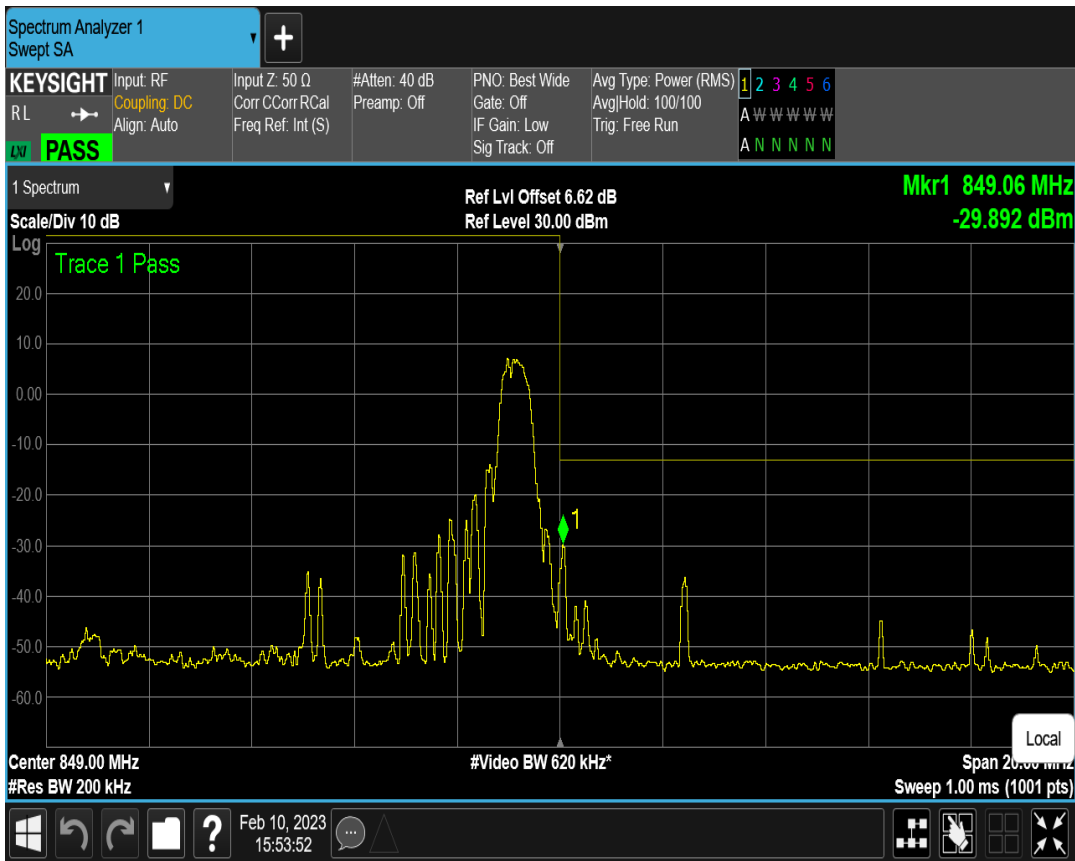 Spectrum Analyzer 1
Swept SA
+
KEYSIGHT
RL
LXI PASS
Input: RF
Coupling: DC
Align: Auto
Input Z: 50 Ω
Corr CCorr RCal
Freq Ref: Int (S)
#Atten: 40 dB
Preamp: Off
PNO: Best Wide
Gate: Off
IF Gain: Low
Sig Track: Off
Avg Type: Power (RMS)
Avg|Hold: 100/100
Trig: Free Run
1 2 3 4 5 6
A W W W W W
A N N N N N
1 Spectrum
Scale/Div 10 dB
Ref Lvl Offset 6.62 dB
Ref Level 30.00 dBm
Mkr1 849.06 MHz
-29.892 dBm
Log
Trace 1 Pass
20.0
10.0
0.00
-10.0
-20.0
1
-30.0
-40.0
-50.0
-60.0
Local
Center 849.00 MHz
#Video BW 620 kHz*
Span 20.00 MHz
#Res BW 200 kHz
Sweep 1.00 ms (1001 pts)
?
Feb 10, 2023
15:53:52